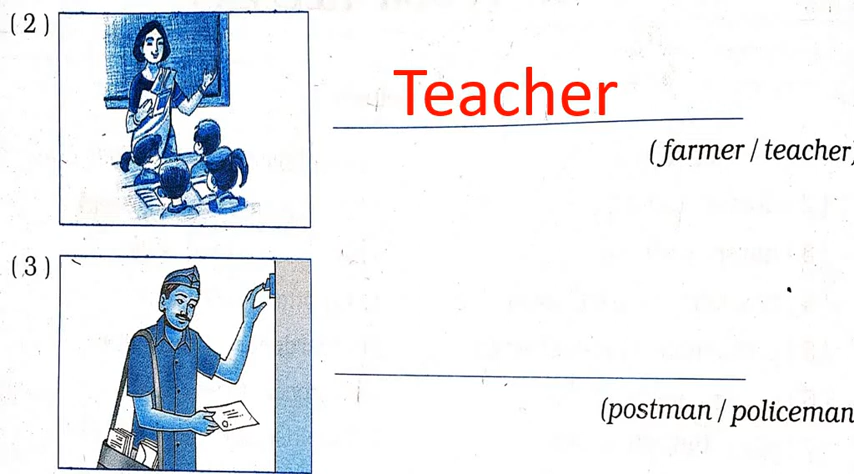 (2)
Teacher
(farmer / teacher)
(3)
(postman / policeman